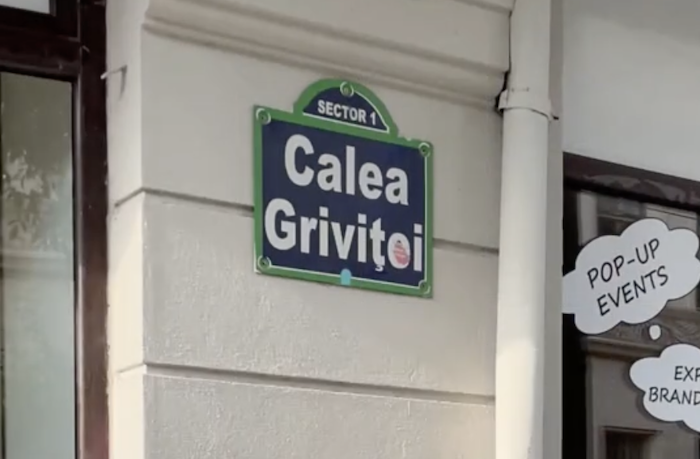 SECTOR 1
Calea
Griviţei
POP-UP
EVENTS